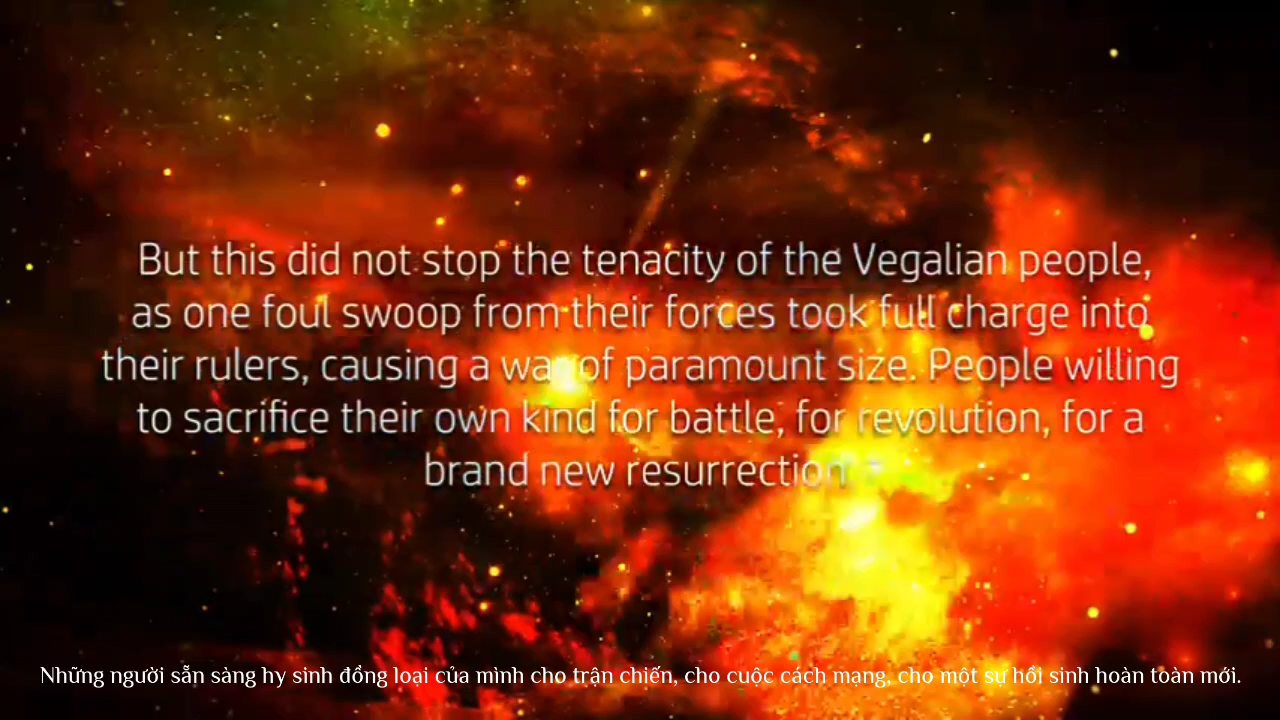 But this did not stop the tenacity of the Vegalian people,
as one foul swoop from their forces took full charge into
their rulers, causing a war of paramount size. People willing
to sacrifice their own kind for battle, for revolution, for a
brand new resurrection
Những người sẵn sàng hy sinh đồng loại của mình cho trận chiến, cho cuộc cách mạng, cho một sự hồi sinh hoàn toàn mới.